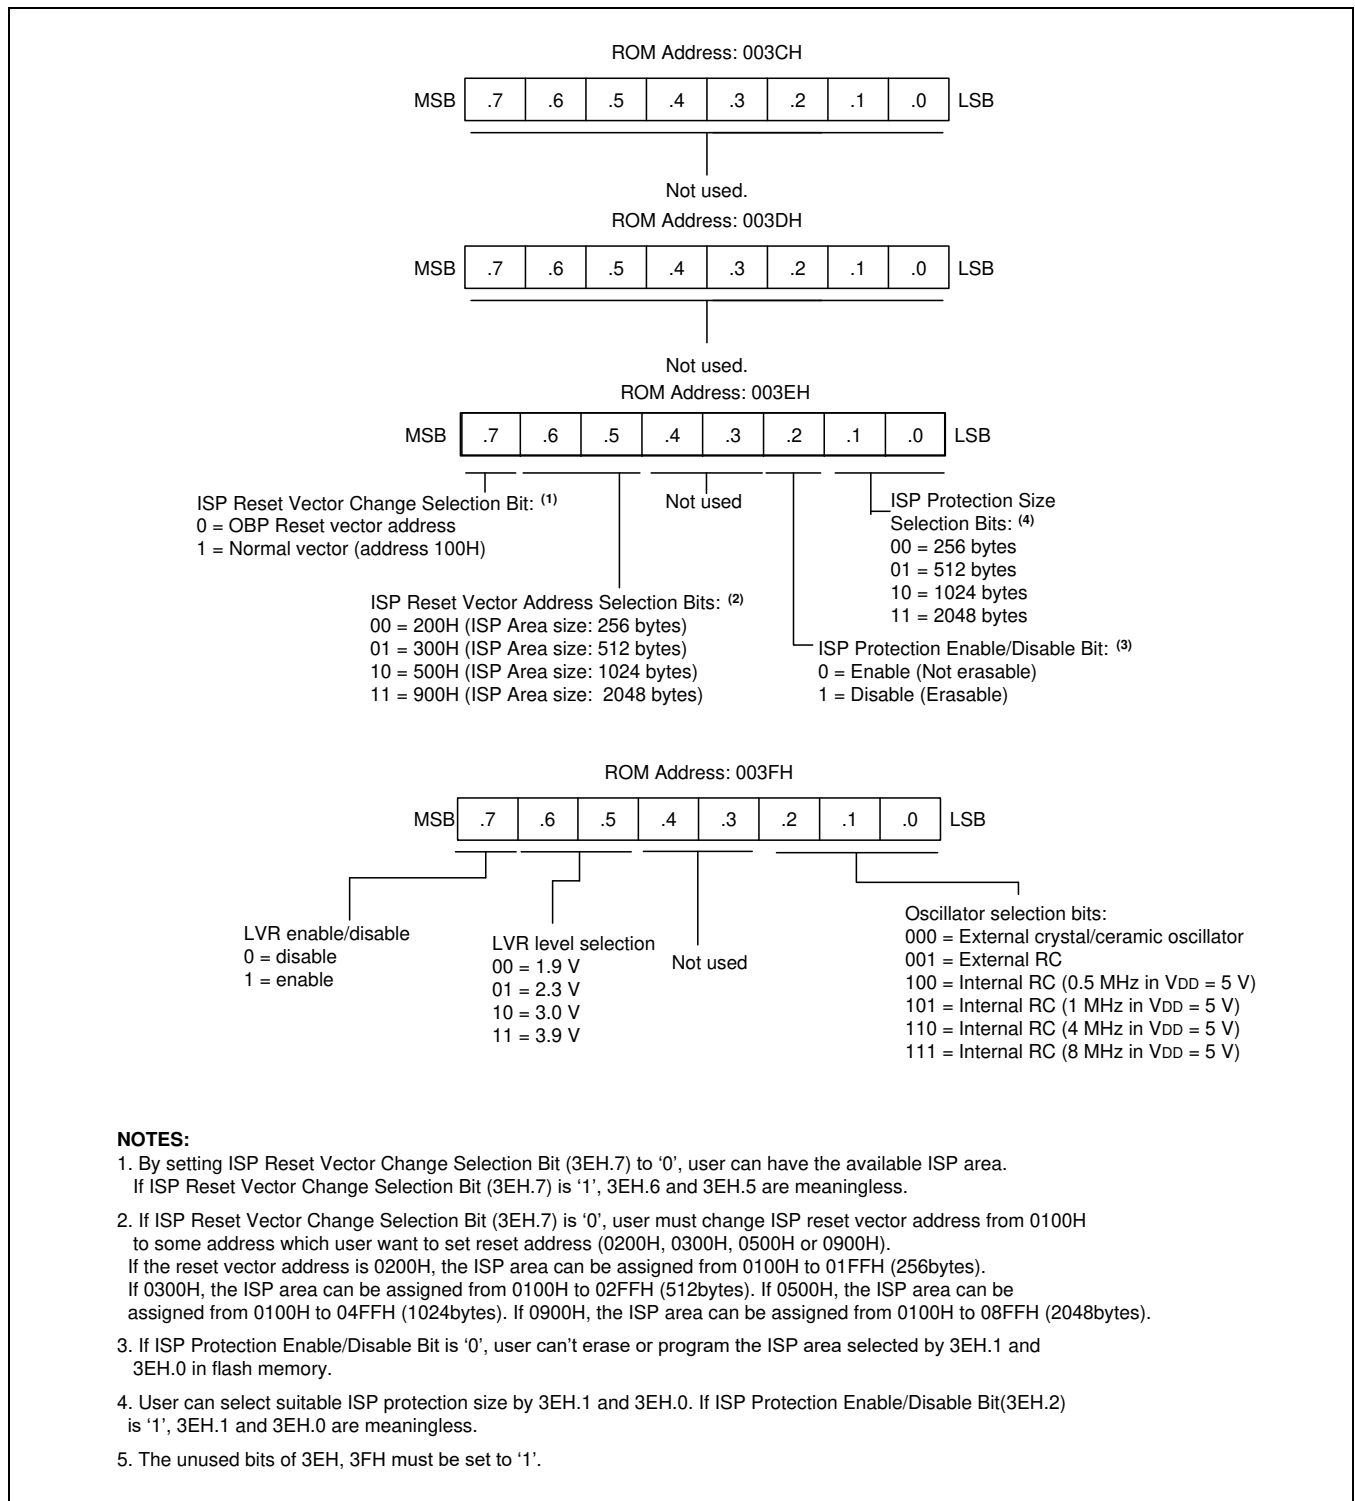 ROM Address: 003CH
MSB .7 .6 .5 .4 .3 .2 .1 .0 LSB
Not used.
ROM Address: 003DH
MSB .7 .6 .5 .4 .3 .2 .1 .0 LSB
Not used.
ROM Address: 003EH
MSB .7 .6 .5 .4 .3 .2 .1 .0 LSB
ISP Reset Vector Change Selection Bit: (1)
0 = OBP Reset vector address
1 = Normal vector (address 100H)
ISP Reset Vector Address Selection Bits: (2)
00 = 200H (ISP Area size: 256 bytes)
01 = 300H (ISP Area size: 512 bytes)
10 = 500H (ISP Area size: 1024 bytes)
11 = 900H (ISP Area size: 2048 bytes)
Not used
ISP Protection Size
Selection Bits: (4)
00 = 256 bytes
01 = 512 bytes
10 = 1024 bytes
11 = 2048 bytes
ISP Protection Enable/Disable Bit: (3)
0 = Enable (Not erasable)
1 = Disable (Erasable)
ROM Address: 003FH
MSB .7 .6 .5 .4 .3 .2 .1 .0 LSB
LVR enable/disable
0 = disable
1 = enable
LVR level selection
00 = 1.9 V
01 = 2.3 V
10 = 3.0 V
11 = 3.9 V
Not used
Oscillator selection bits:
000 = External crystal/ceramic oscillator
001 = External RC
100 = Internal RC (0.5 MHz in VDD = 5 V)
101 = Internal RC (1 MHz in VDD = 5 V)
110 = Internal RC (4 MHz in VDD = 5 V)
111 = Internal RC (8 MHz in VDD = 5 V)
NOTES:
1. By setting ISP Reset Vector Change Selection Bit (3EH.7) to ‘0’, user can have the available ISP area.
If ISP Reset Vector Change Selection Bit (3EH.7) is ‘1’, 3EH.6 and 3EH.5 are meaningless.
2. If ISP Reset Vector Change Selection Bit (3EH.7) is ‘0’, user must change ISP reset vector address from 0100H
to some address which user want to set reset address (0200H, 0300H, 0500H or 0900H).
If the reset vector address is 0200H, the ISP area can be assigned from 0100H to 01FFH (256bytes).
If 0300H, the ISP area can be assigned from 0100H to 02FFH (512bytes). If 0500H, the ISP area can be
assigned from 0100H to 04FFH (1024bytes). If 0900H, the ISP area can be assigned from 0100H to 08FFH (2048bytes).
3. If ISP Protection Enable/Disable Bit is ‘0’, user can’t erase or program the ISP area selected by 3EH.1 and
3EH.0 in flash memory.
4. User can select suitable ISP protection size by 3EH.1 and 3EH.0. If ISP Protection Enable/Disable Bit(3EH.2)
is ‘1’, 3EH.1 and 3EH.0 are meaningless.
5. The unused bits of 3EH, 3FH must be set to ‘1’.